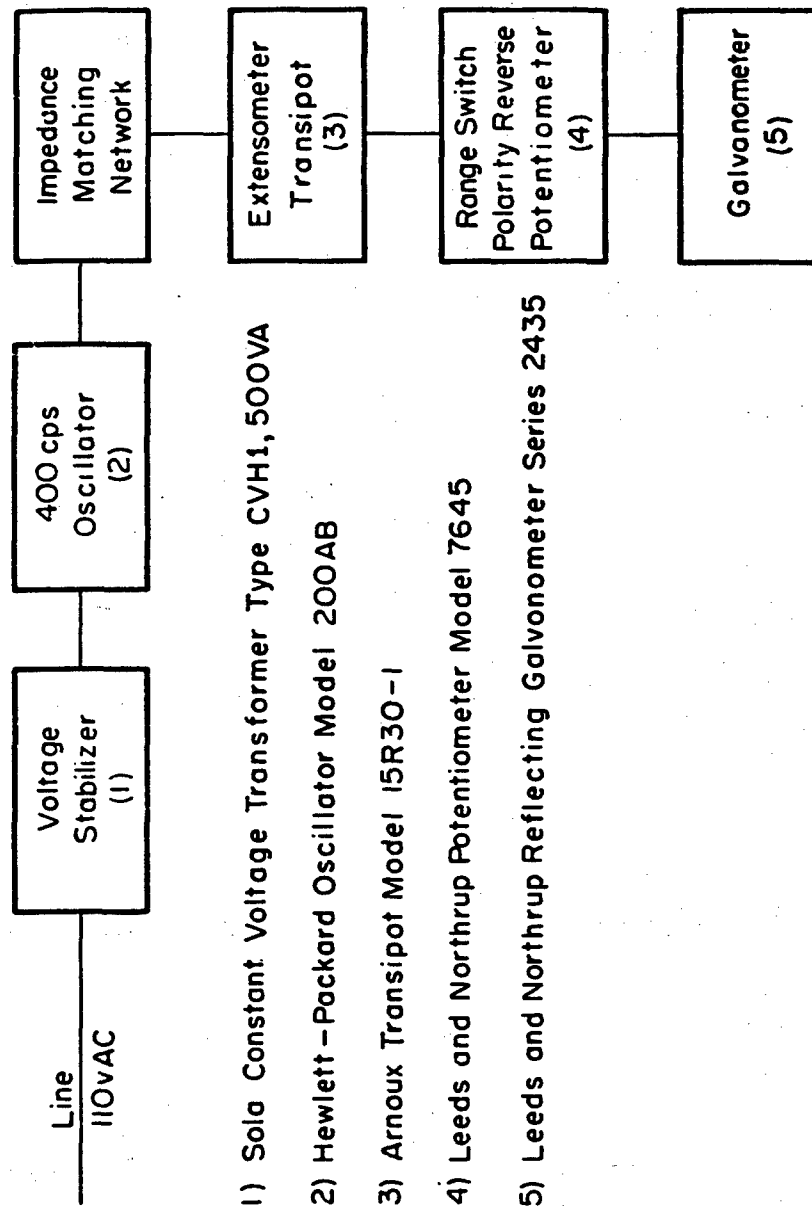 Line
110vAC
Voltage
Stabilizer
(1)
400 cps
Oscillator
(2)
Impedance
Matching
Network
Extensometer
Transipot
(3)
Range Switch
Polarity Reverse
Potentiometer
(4)
Galvanometer
(5)
1) Sola Constant Voltage Transformer Type CVH1, 500VA
2) Hewlett-Packard Oscillator Model 200AB
3) Arnoux Transipot Model 15R30-1
4) Leeds and Northrup Potentiometer Model 7645
5) Leeds and Northrup Reflecting Galvonometer Series 2435